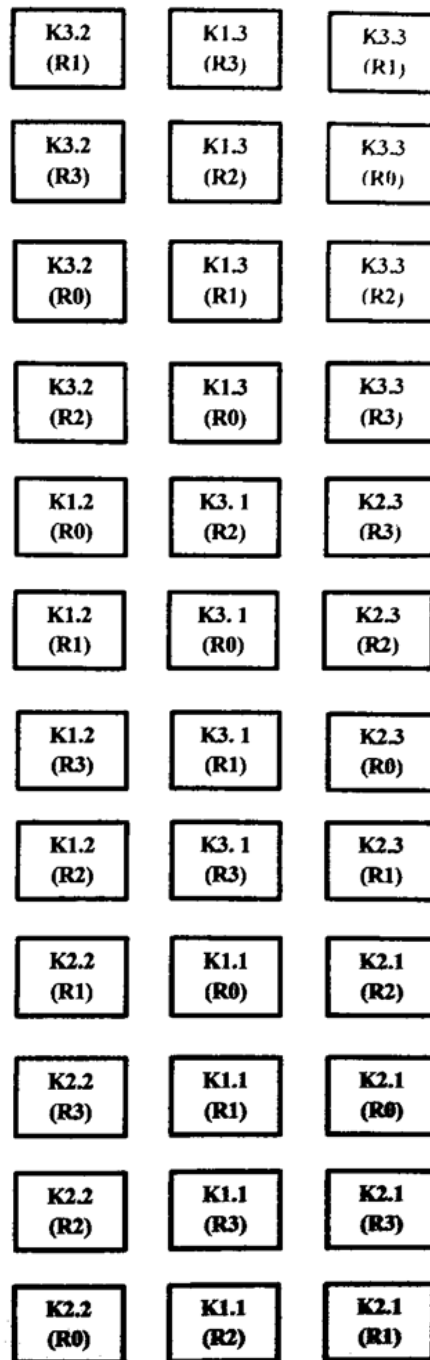 K3.2 K1.3 K3.3
(R1) (R3) (R1)
K3.2 K1.3 K3.3
(R3) (R2) (R0)
K3.2 K1.3 K3.3
(R0) (R1) (R2)
K3.2 K1.3 K3.3
(R2) (R0) (R3)
K1.2 K3. 1 K2.3
(R0) (R2) (R3)
K1.2 K3. 1 K2.3
(R1) (R0) (R2)
K1.2 K3. 1 K2.3
(R3) (R1) (R0)
K1.2 K3. 1 K2.3
(R2) (R3) (R1)
K2.2 K1.1 K2.1
(R1) (R0) (R2)
K2.2 K1.1 K2.1
(R3) (R1) (R0)
K2.2 K1.1 K2.1
(R2) (R3) (R3)
K2.2 K1.1 K2.1
(R0) (R2) (R1)